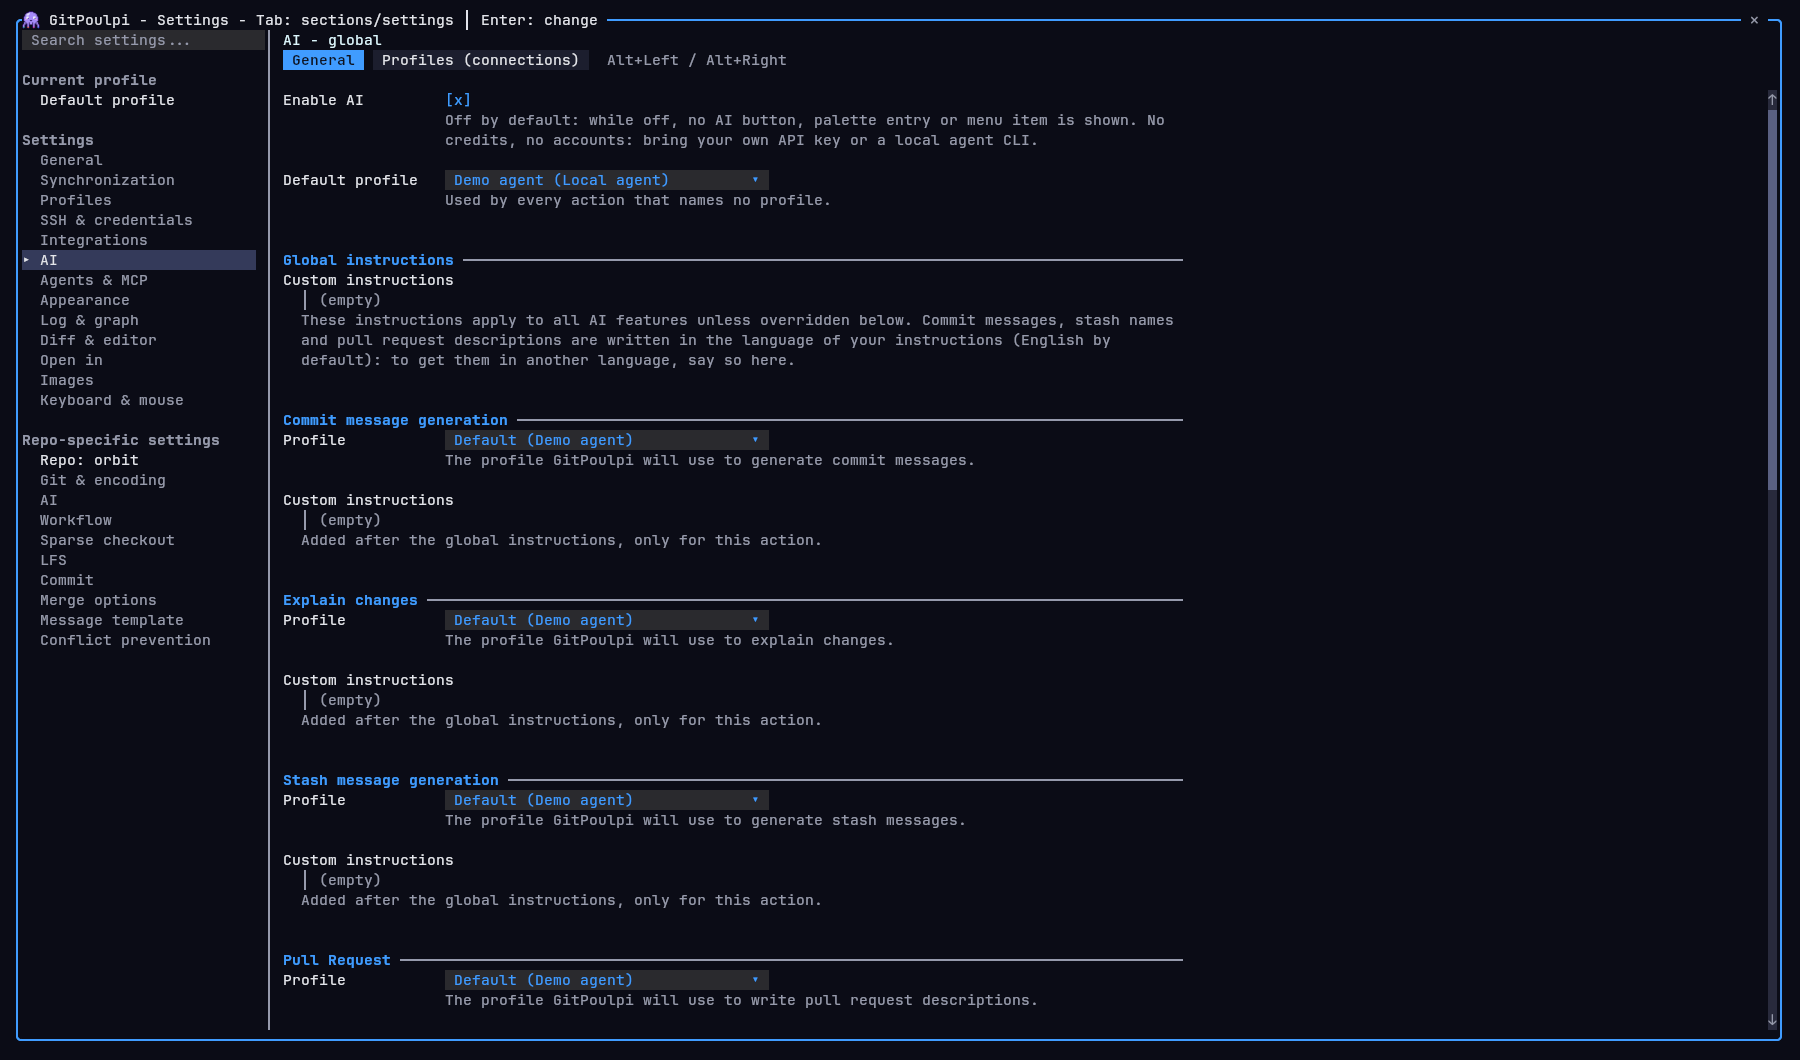 GitPoulpi - Settings - Tab: sections/settings │ Enter: change ×
Search settings...
Current profile
Default profile
Settings
General
Synchronization
Profiles
SSH & credentials
Integrations
▸ AI
Agents & MCP
Appearance
Log & graph
Diff & editor
Open in
Images
Keyboard & mouse
Repo-specific settings
Repo: orbit
Git & encoding
AI
Workflow
Sparse checkout
LFS
Commit
Merge options
Message template
Conflict prevention
AI - global
General Profiles (connections) Alt+Left / Alt+Right
Enable AI [x]
Off by default: while off, no AI button, palette entry or menu item is shown. No
credits, no accounts: bring your own API key or a local agent CLI.
Default profile Demo agent (Local agent) ▾
Used by every action that names no profile.
Global instructions
Custom instructions
(empty)
These instructions apply to all AI features unless overridden below. Commit messages, stash names
and pull request descriptions are written in the language of your instructions (English by
default): to get them in another language, say so here.
Commit message generation
Profile Default (Demo agent) ▾
The profile GitPoulpi will use to generate commit messages.
Custom instructions
(empty)
Added after the global instructions, only for this action.
Explain changes
Profile Default (Demo agent) ▾
The profile GitPoulpi will use to explain changes.
Custom instructions
(empty)
Added after the global instructions, only for this action.
Stash message generation
Profile Default (Demo agent) ▾
The profile GitPoulpi will use to generate stash messages.
Custom instructions
(empty)
Added after the global instructions, only for this action.
Pull Request
Profile Default (Demo agent) ▾
The profile GitPoulpi will use to write pull request descriptions.